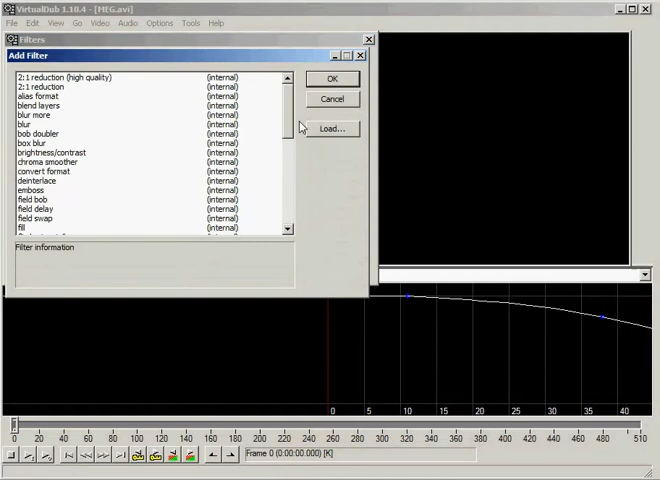 VirtualDub 1.10.4 - [MEG.avi]
File Edit View Go Video Audio Options Tools Help
Filters
Add Filter
2:1 reduction (high quality) (internal)
2:1 reduction (internal)
alias format (internal)
blend layers (internal)
blur more (internal)
blur (internal)
bob doubler (internal)
box blur (internal)
brightness/contrast (internal)
chroma smoother (internal)
convert format (internal)
deinterlace (internal)
emboss (internal)
field bob (internal)
field delay (internal)
field swap (internal)
fill (internal)
OK
Cancel
Load...
Filter information
0 5 10 15 20 25 30 35 40
0 20 40 60 80 100 120 140 160 180 200 220 240 260 280 300 320 340 360 380 400 420 440 460 480 510
Frame 0 (0:00:00.000) [K]